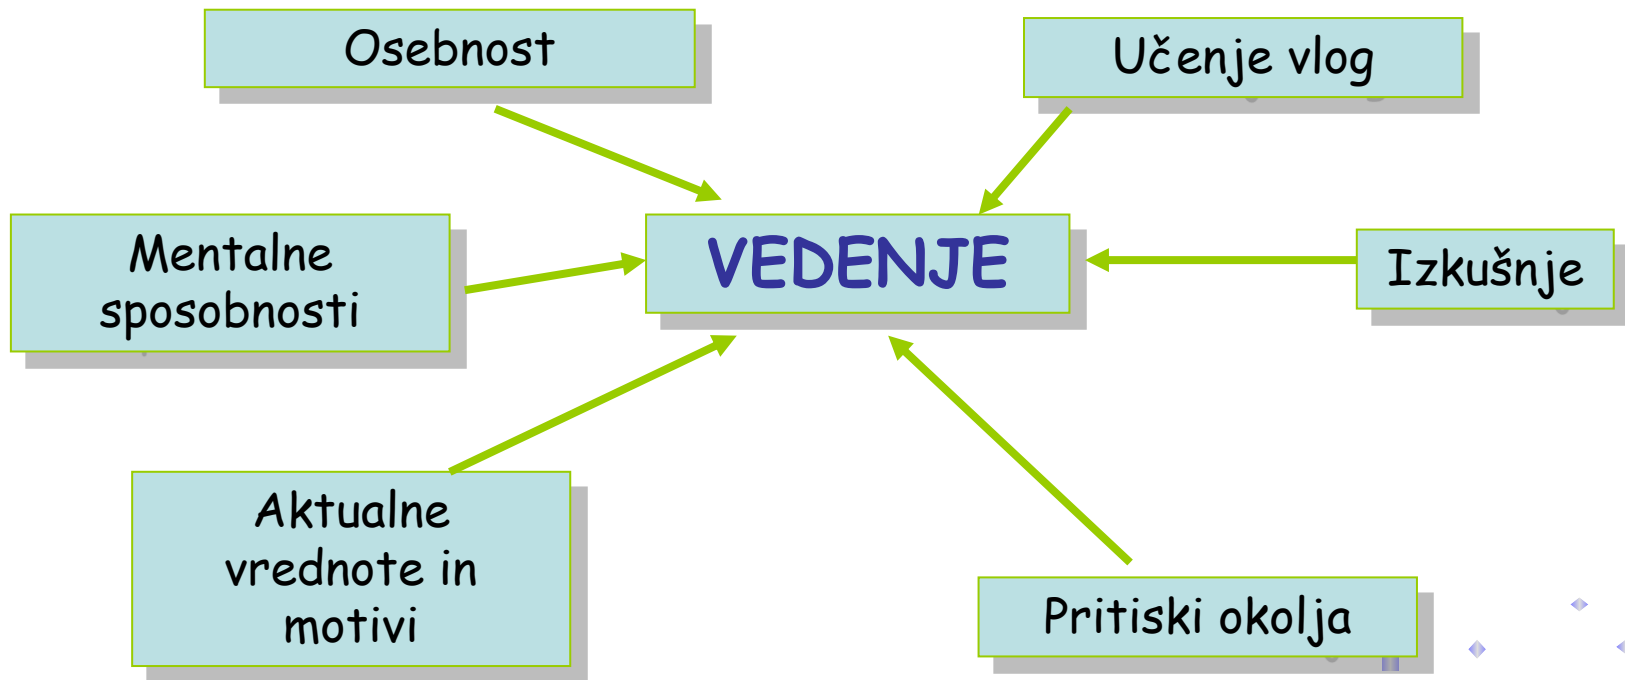 Osebnost
Učenje vlog
Mentalne
sposobnosti
VEDENJE
Izkušnje
Aktualne
vrednote in
motivi
Pritiski okolja